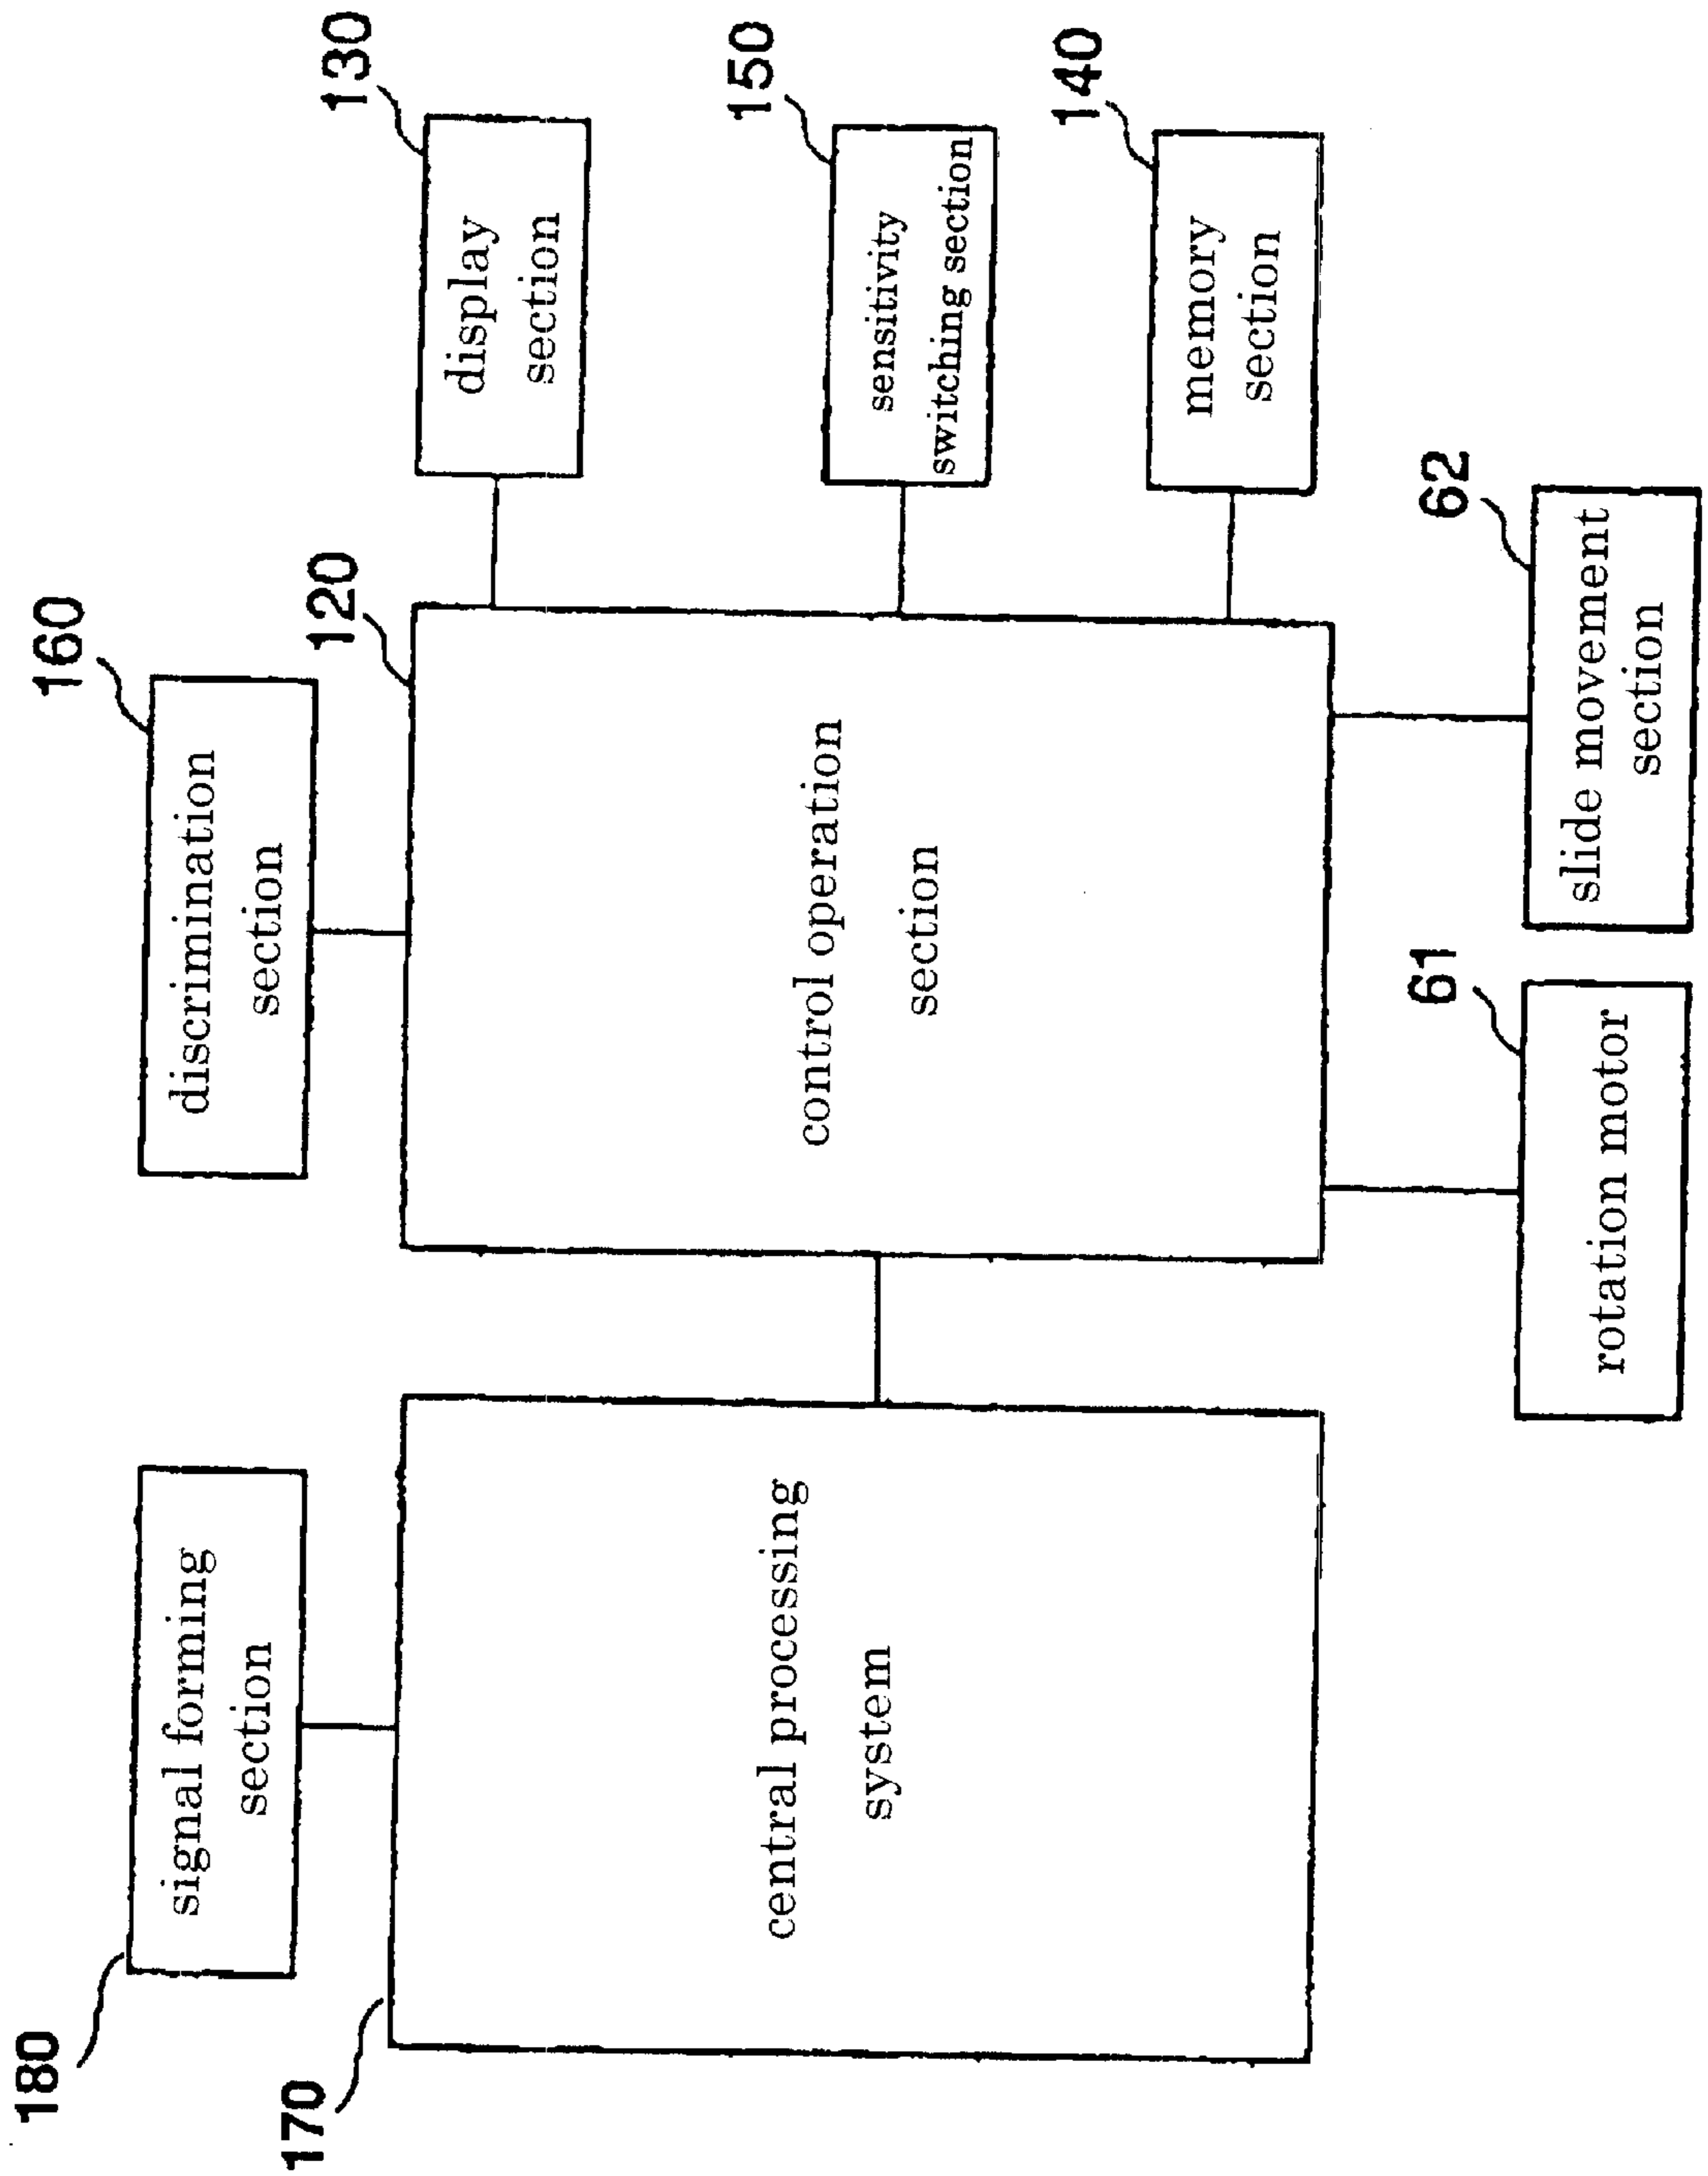 180
signal forming
section
170
central processing
system
160
discrimination
section
120
control operation
section
130
display
section
150
sensitivity
switching section
140
memory
section
61
rotation motor
62
slide movement
section